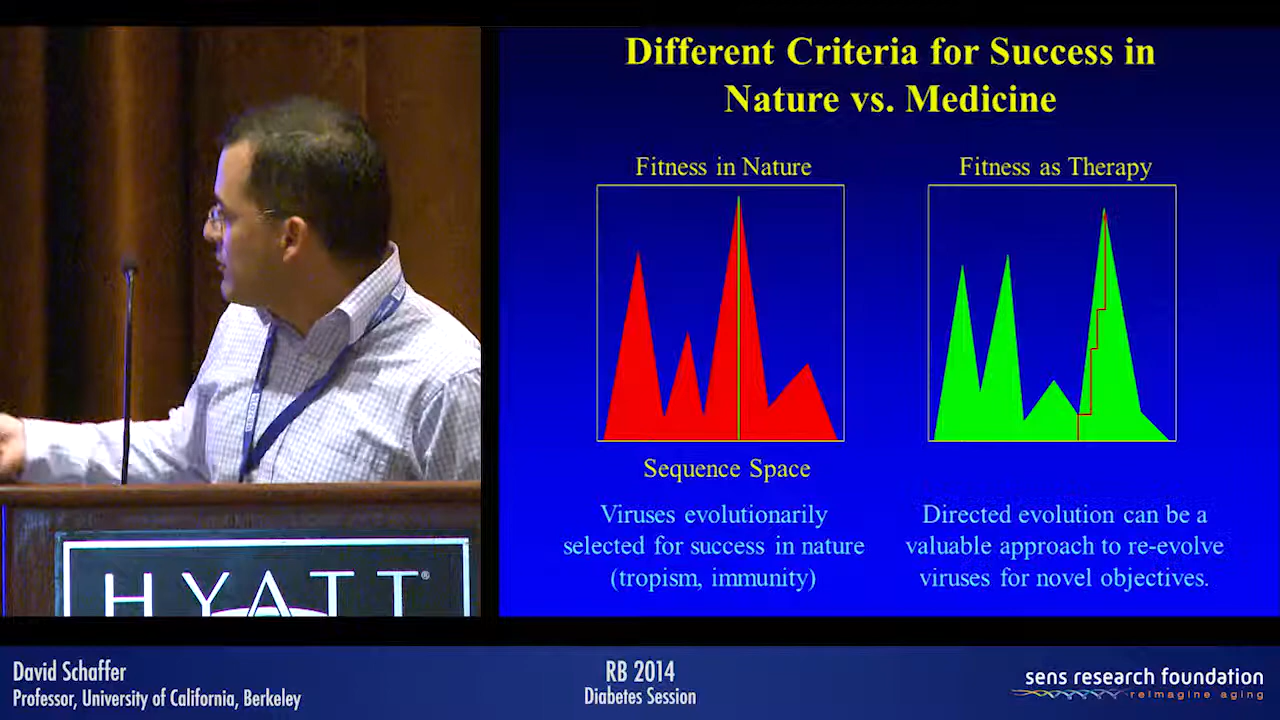 Different Criteria for Success in
Nature vs. Medicine
Fitness in Nature
Fitness as Therapy
Sequence Space
Viruses evolutionarily
selected for success in nature
(tropism, immunity)
Directed evolution can be a
valuable approach to re-evolve
viruses for novel objectives.
HYATT®
David Schaffer
Professor, University of California, Berkeley
RB 2014
Diabetes Session
sens research foundation
reimagine aging